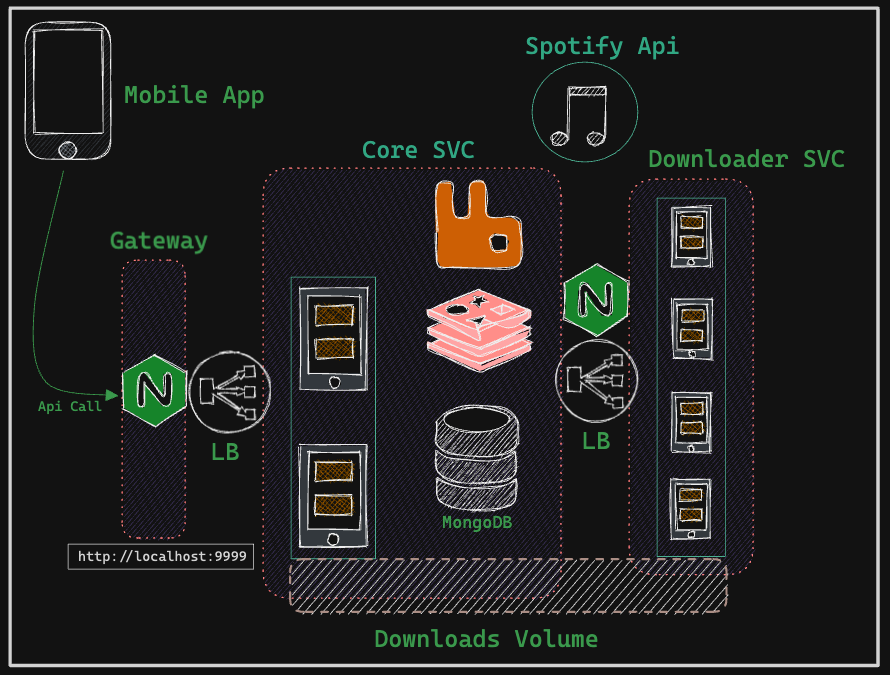 Spotify Api
Mobile App
Core SVC
Downloader SVC
Gateway
Api Call
LB
LB
MongoDB
http://localhost:9999
Downloads Volume